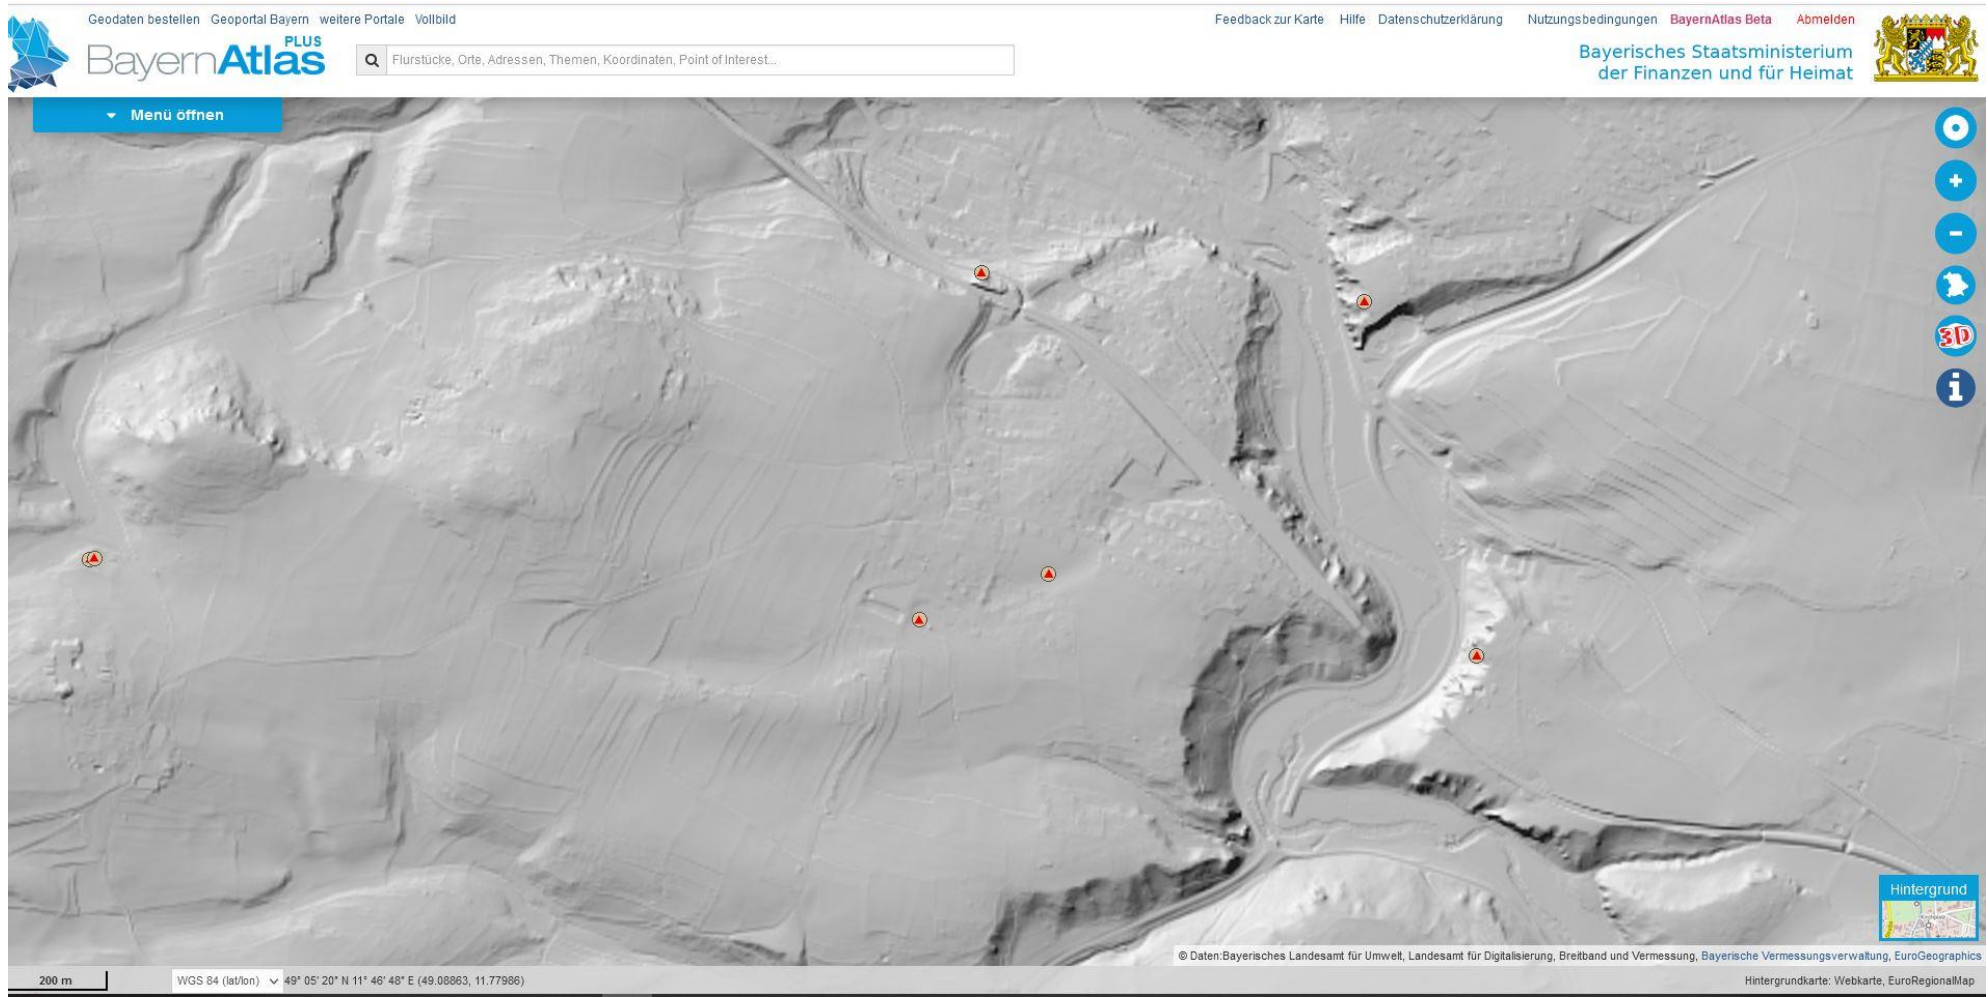 Geodaten bestellen Geoportal Bayern weitere Portale Vollbild
Feedback zur Karte Hilfe Datenschutzerklärung Nutzungsbedingungen BayernAtlas Beta Abmelden
BayernAtlas PLUS
Flurstücke, Orte, Adressen, Themen, Koordinaten, Point of Interest...
Bayerisches Staatsministerium
der Finanzen und für Heimat
Menü öffnen
3D
Hintergrund
© Daten:Bayerisches Landesamt für Umwelt, Landesamt für Digitalisierung, Breitband und Vermessung, Bayerische Vermessungsverwaltung, EuroGeographics
200 m
WGS 84 (lat/lon) 49° 05' 20" N 11° 46' 48" E (49.08863, 11.77986)
Hintergrundkarte: Webkarte, EuroRegionalMap